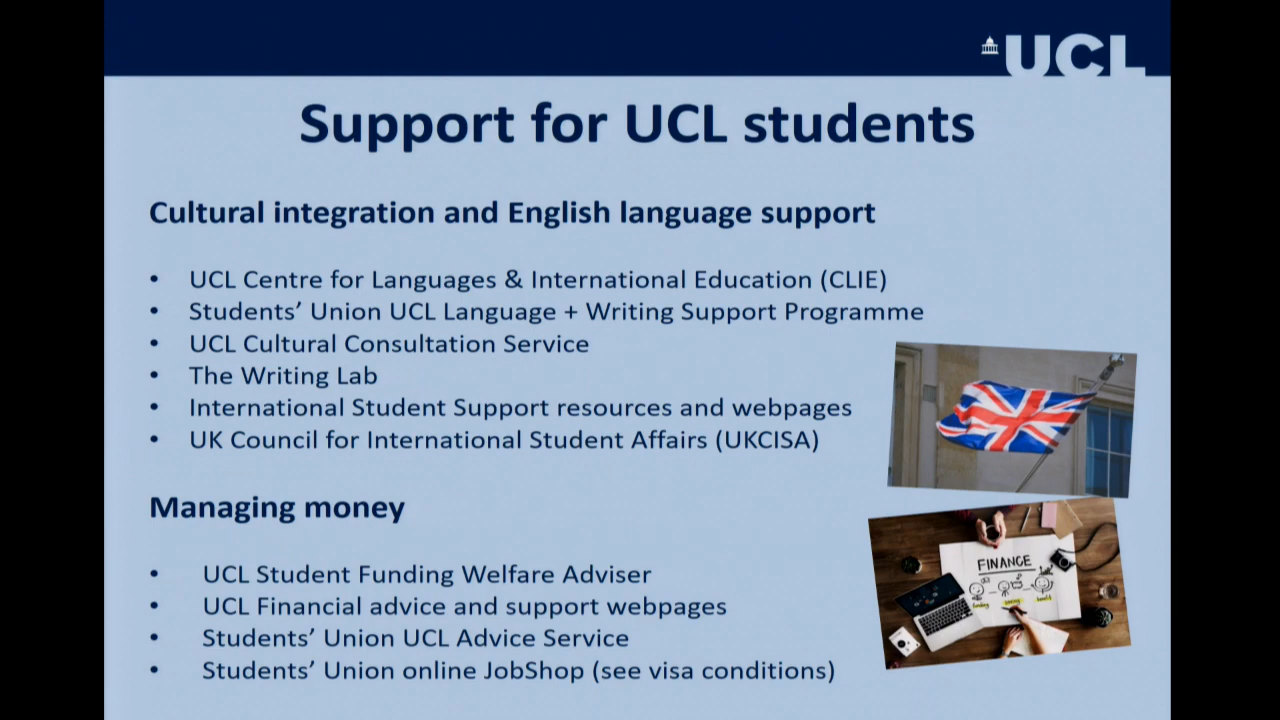 UCL
Support for UCL students
Cultural integration and English language support
• UCL Centre for Languages & International Education (CLIE)
• Students’ Union UCL Language + Writing Support Programme
• UCL Cultural Consultation Service
• The Writing Lab
• International Student Support resources and webpages
• UK Council for International Student Affairs (UKCISA)
Managing money
FINANCE
• UCL Student Funding Welfare Adviser
• UCL Financial advice and support webpages
• Students’ Union UCL Advice Service
• Students’ Union online JobShop (see visa conditions)